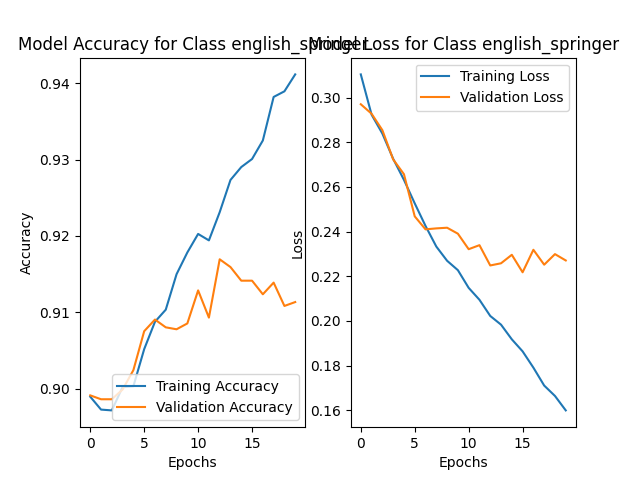 Model Accuracy for Class english_springer
Model Loss for Class english_springer
Accuracy
0.94
0.93
0.92
0.91
0.90
Training Accuracy
Validation Accuracy
0 5 10 15
Epochs
Loss
0.30
0.28
0.26
0.24
0.22
0.20
0.18
0.16
Training Loss
Validation Loss
0 5 10 15
Epochs